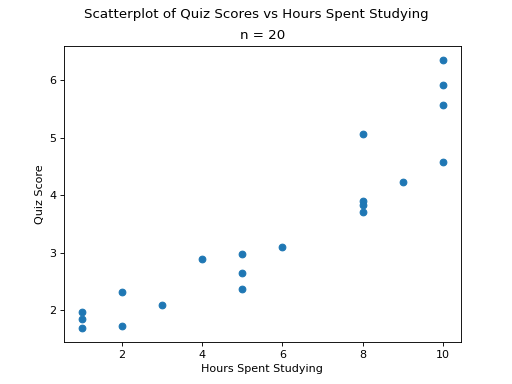 Scatterplot of Quiz Scores vs Hours Spent Studying
n = 20
6
5
4
3
2
Quiz Score
2 4 6 8 10
Hours Spent Studying